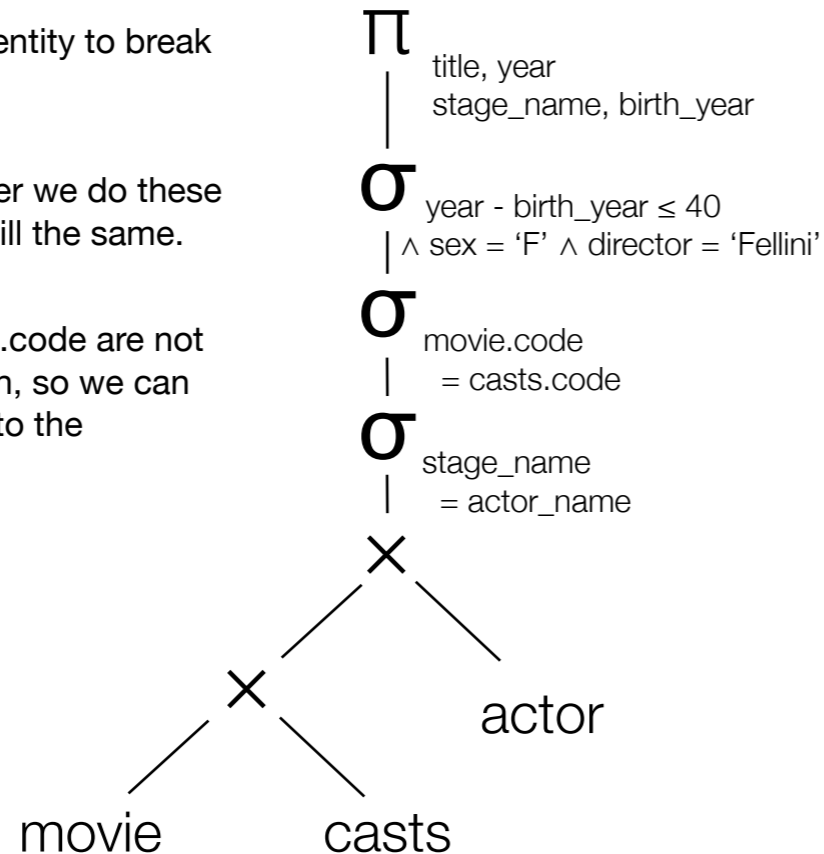 entity to break
er we do these
ill the same.
.code are not
n, so we can
to the
π
title, year
stage_name, birth_year
σ
year - birth_year ≤ 40
∧ sex = ‘F’ ∧ director = ‘Fellini’
σ
movie.code
= casts.code
σ
stage_name
= actor_name
×
×
actor
movie
casts